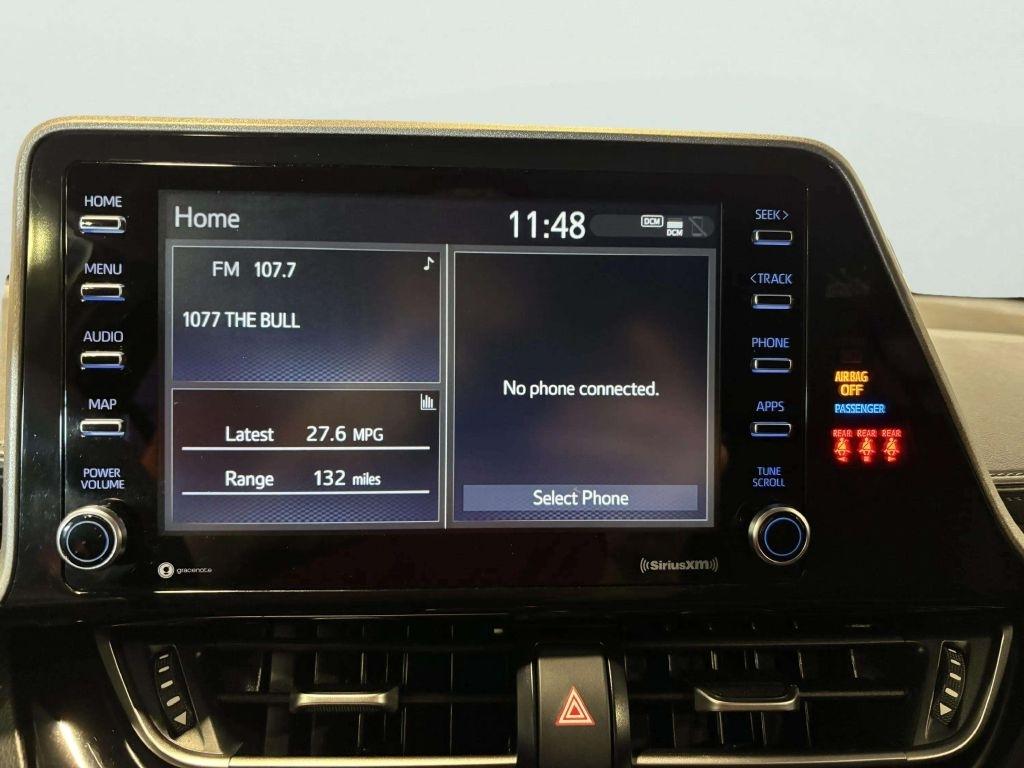 HOME
MENU
AUDIO
MAP
POWER
VOLUME
Home
11:48
DCM
DCM
FM 107.7
1077 THE BULL
Latest 27.6 MPG
Range 132 miles
No phone connected.
Select Phone
SEEK >
< TRACK
PHONE
APPS
TUNE
SCROLL
AIRBAG
OFF
PASSENGER
REAR REAR REAR
gracenote
((SiriusXM))